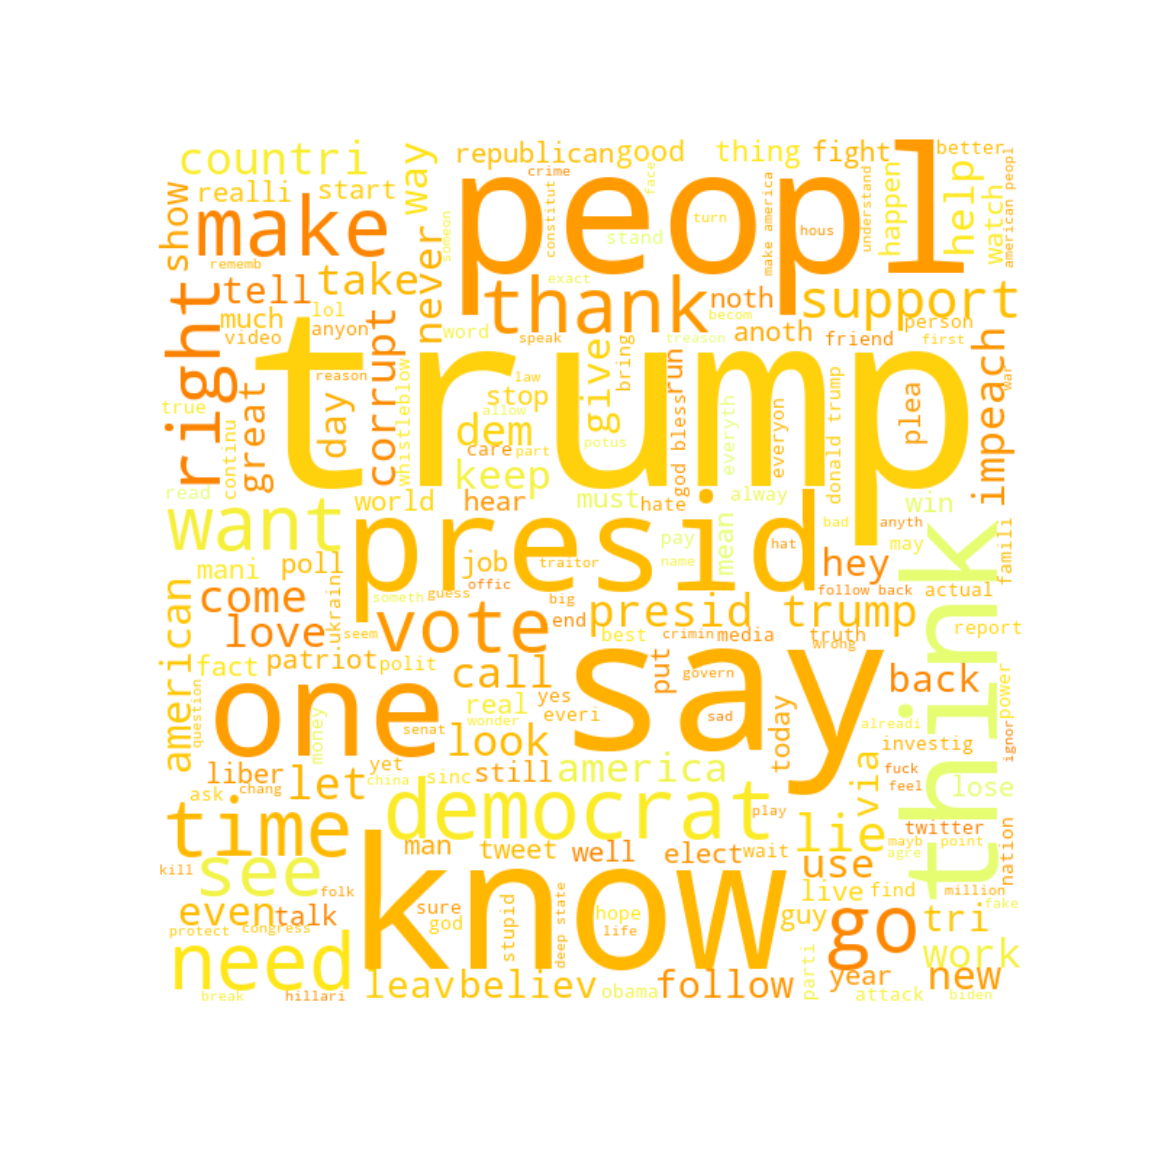 countri
republican
good
thing
fight
better
crime
peopl
never way
realli
start
show
make
someon
face
constitut
stand
turn
make america
hous
understand
happen
help
watch
american peopl
rememb
tell
take
exact
thank
noth
support
right
much
lol
anyon
video
word
speak
becom
treason
anoth
friend
person
first
trump
corrupt
give
bring
run
impeach
war
reason
law
stop
allow
true
great
day
whistleblow
dem
potus
god bless
everyth
everyon
donald trump
plea
continu
care
part
keep
read
world
hear
must
hate
alway
win
want
presid
pay
mean
bad
anyth
hat
may
famili
think
mani
poll
job
traitor
name
hey
offic
ukrain
someth
guess
big
follow back
actual
come
american
love
seem
vote
end
presid trump
best
crimin
media
truth
wrong
report
fact
patriot
polit
call
put
govern
back
power
question
one
yes
real
everi
say
sad
wonder
senat
look
today
alreadi
investig
ignor
money
yet
liber
let
china
sinc
still
america
via
fuck
feel
lose
ask
chang
time
democrat
play
lie
twitter
nation
mayb
point
agre
man
tweet
well
elect
wait
use
see
kill
folk
know
live
find
million
fake
even
talk
sure
god
stupid
deep state
hope
life
guy
go
tri
protect
congress
need
work
leav
believ
obama
follow
parti
year
new
break
hillari
attack
biden